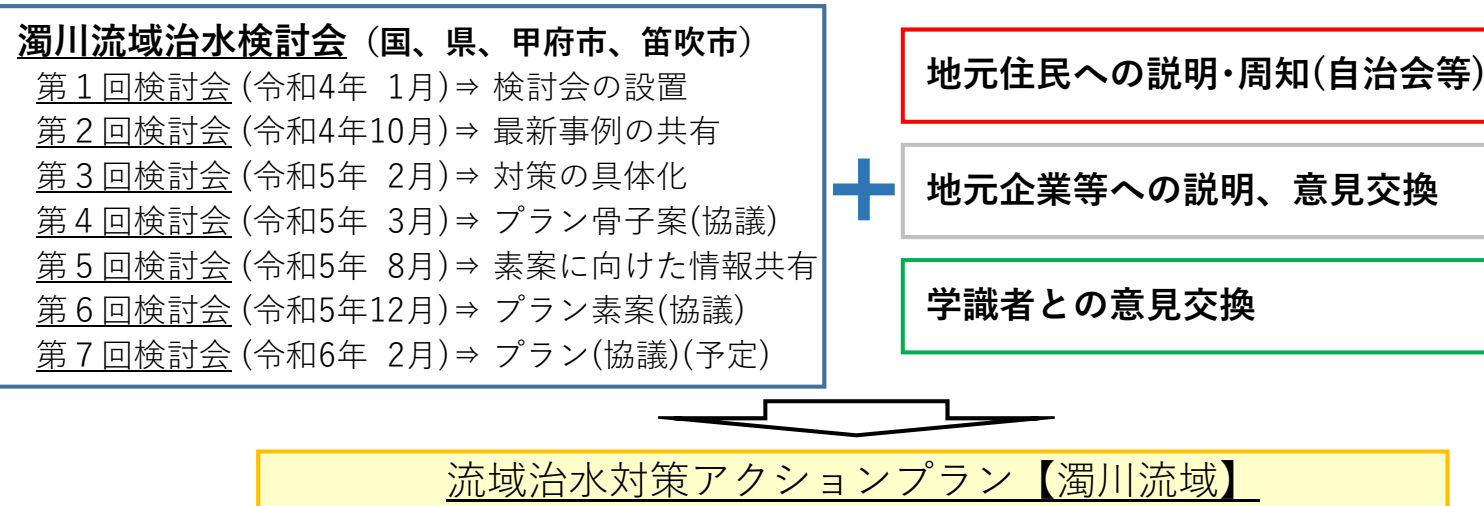 濁川流域治水検討会（国、県、甲府市、笛吹市）
第１回検討会 (令和4年 1月)⇒ 検討会の設置
第２回検討会 (令和4年10月)⇒ 最新事例の共有
第３回検討会 (令和5年 2月)⇒ 対策の具体化
第４回検討会 (令和5年 3月)⇒ プラン骨子案(協議)
第５回検討会 (令和5年 8月)⇒ 素案に向けた情報共有
第６回検討会 (令和5年12月)⇒ プラン素案(協議)
第７回検討会 (令和6年 2月)⇒ プラン(協議)(予定)
地元住民への説明･周知(自治会等)
地元企業等への説明、意見交換
学識者との意見交換
流域治水対策アクションプラン【濁川流域】